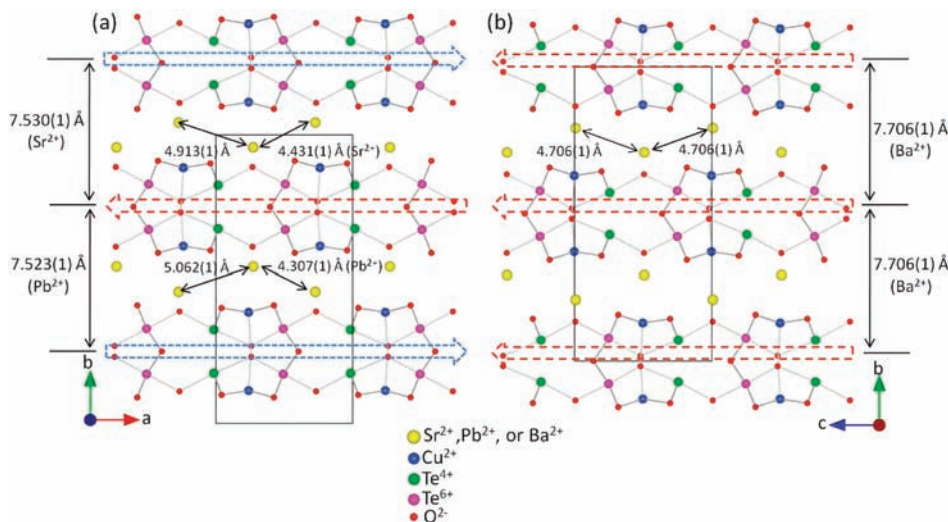 (a)
(b)
7.530(1) Å
(Sr²⁺)
4.913(1) Å
4.431(1) Å (Sr²⁺)
4.706(1) Å
4.706(1) Å
7.706(1) Å
(Ba²⁺)
7.523(1) Å
(Pb²⁺)
5.062(1) Å
4.307(1) Å (Pb²⁺)
7.706(1) Å
(Ba²⁺)
b
a
b
c
Sr²⁺,Pb²⁺, or Ba²⁺
Cu²⁺
Te⁴⁺
Te⁶⁺
O²⁻